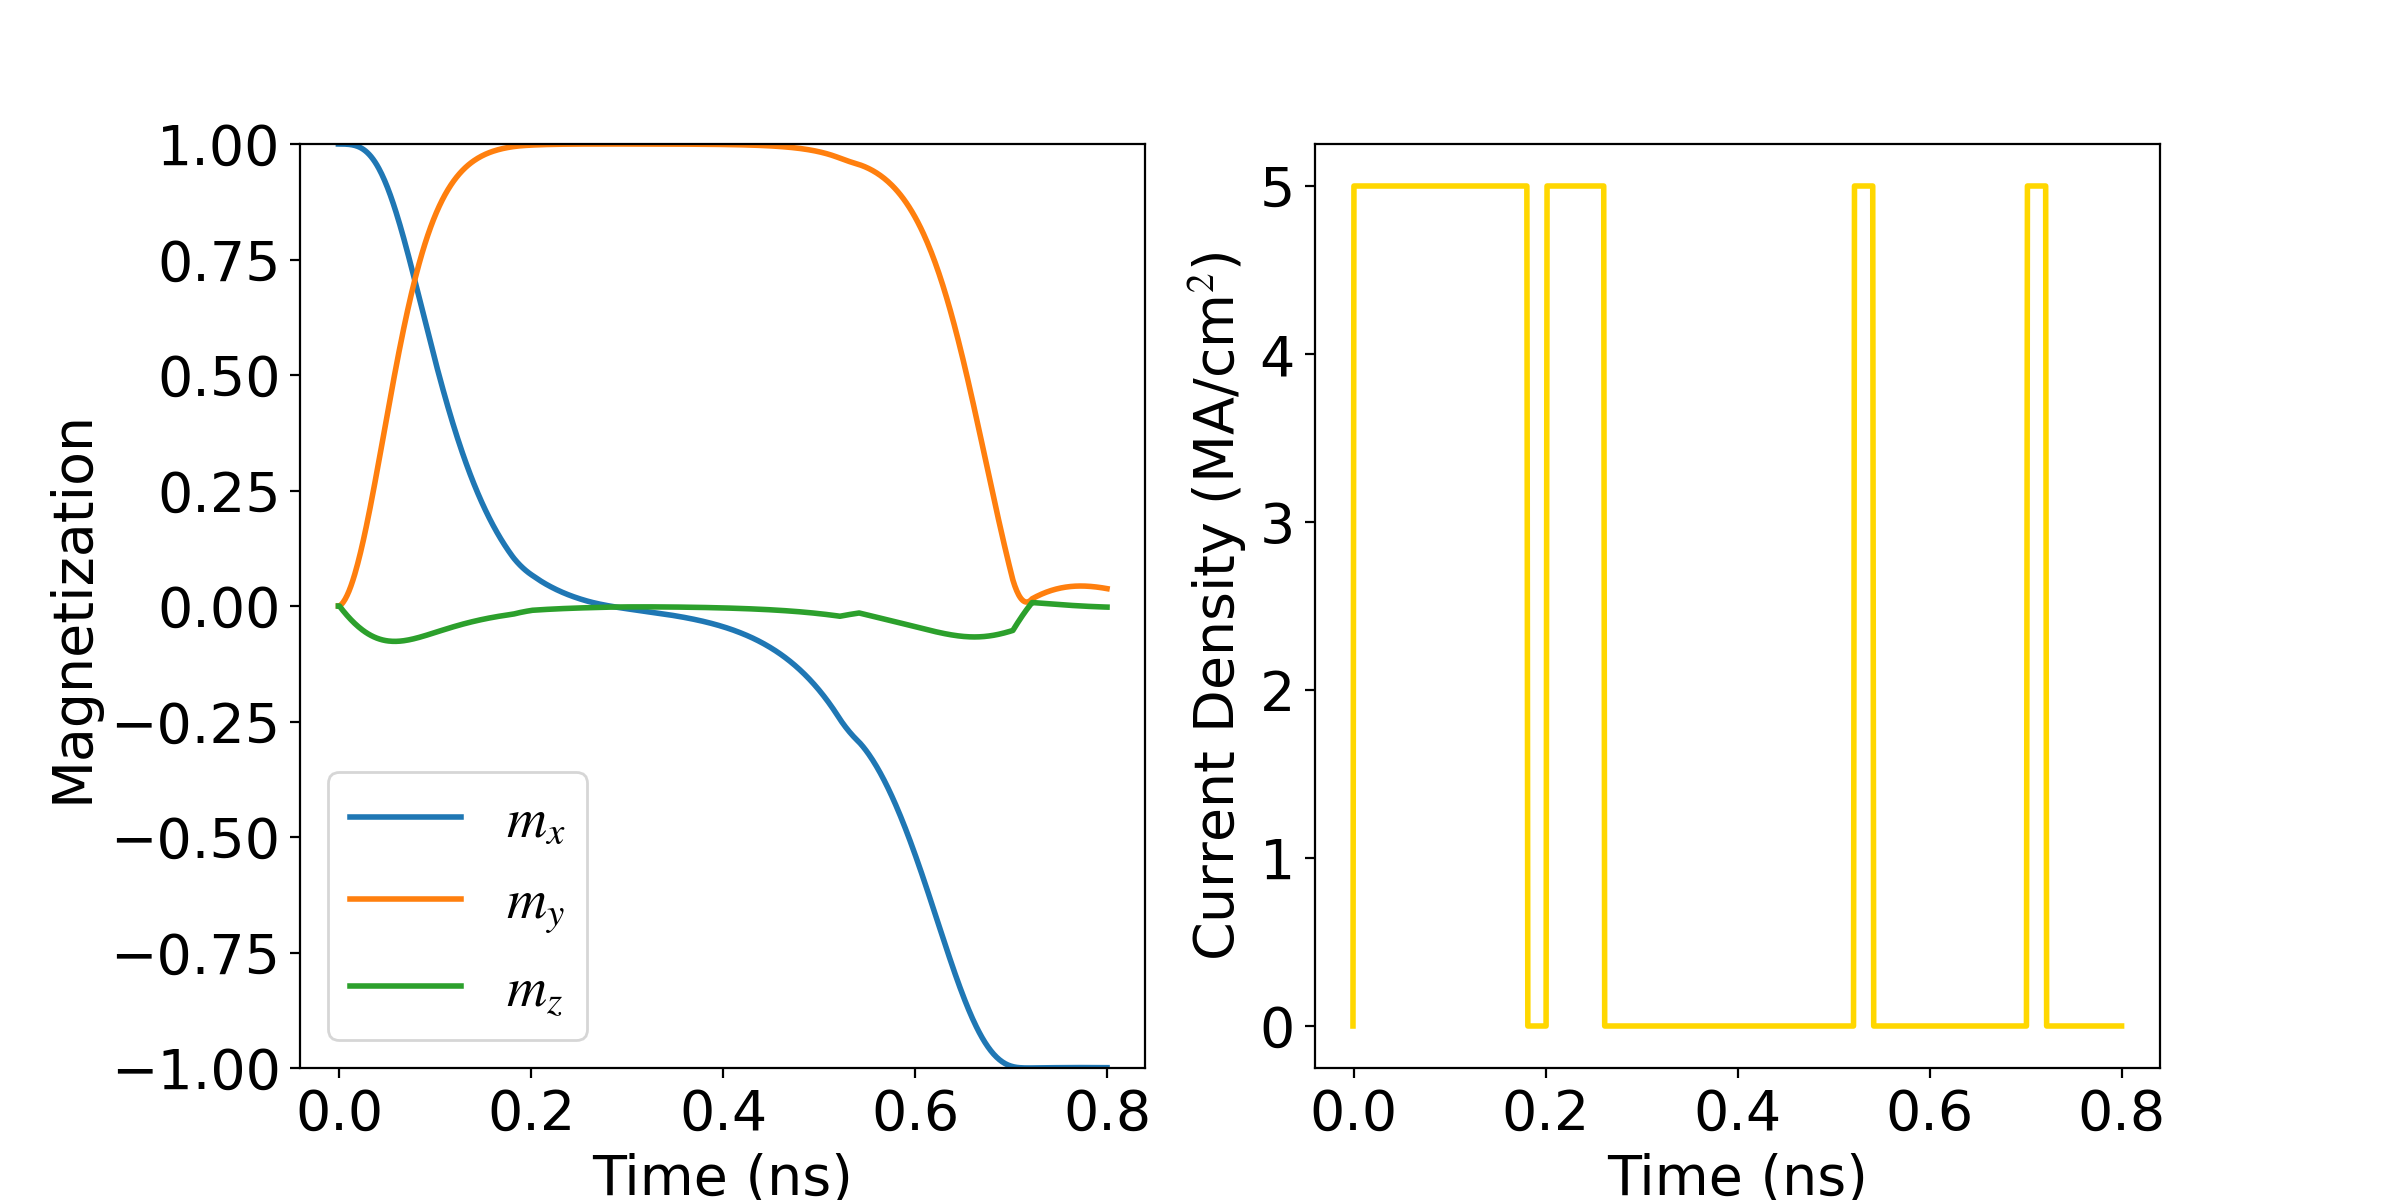 Magnetization
1.00
0.75
0.50
0.25
0.00
−0.25
−0.50
−0.75
−1.00
m_x
m_y
m_z
0.0 0.2 0.4 0.6 0.8
Time (ns)
Current Density (MA/cm²)
5
4
3
2
1
0
0.0 0.2 0.4 0.6 0.8
Time (ns)